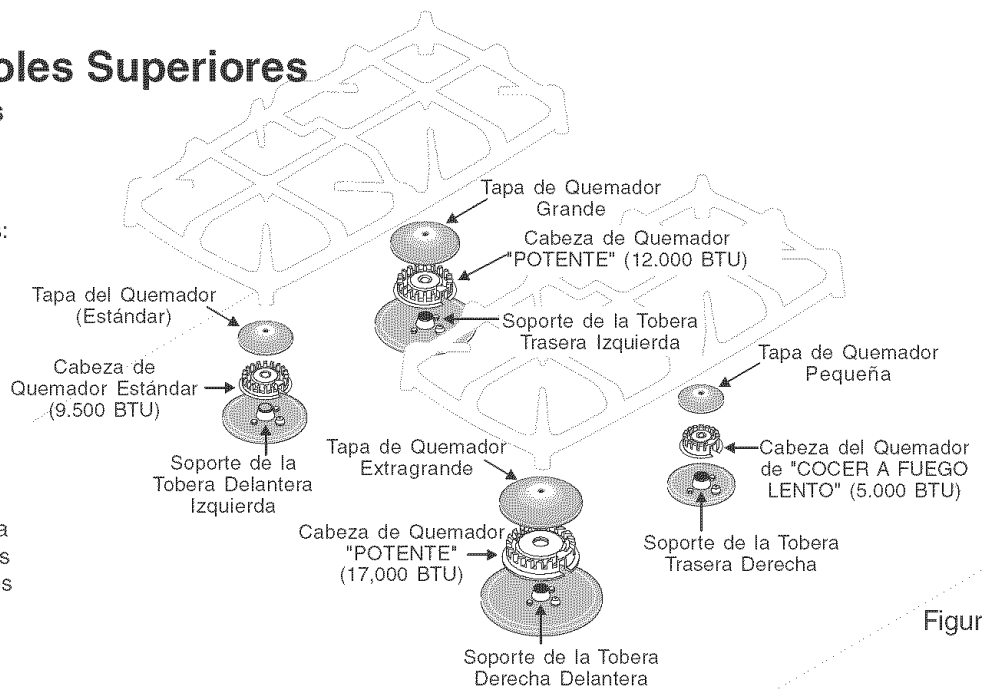 oles Superiores
s
s:
Tapa de Quemador
Grande
Cabeza de Quemador
"POTENTE" (12.000 BTU)
Soporte de la Tobera
Trasera Izquierda
Tapa del Quemador
(Estándar)
Cabeza de
Quemador Estándar
(9.500 BTU)
Soporte de la
Tobera Delantera
Izquierda
Tapa de Quemador
Pequeña
Cabeza del Quemador
de "COCER A FUEGO
LENTO" (5.000 BTU)
Soporte de la Tobera
Trasera Derecha
Tapa de Quemador
Extragrande
Cabeza de Quemador
"POTENTE"
(17,000 BTU)
Soporte de la Tobera
Derecha Delantera
a
s
os
Figur